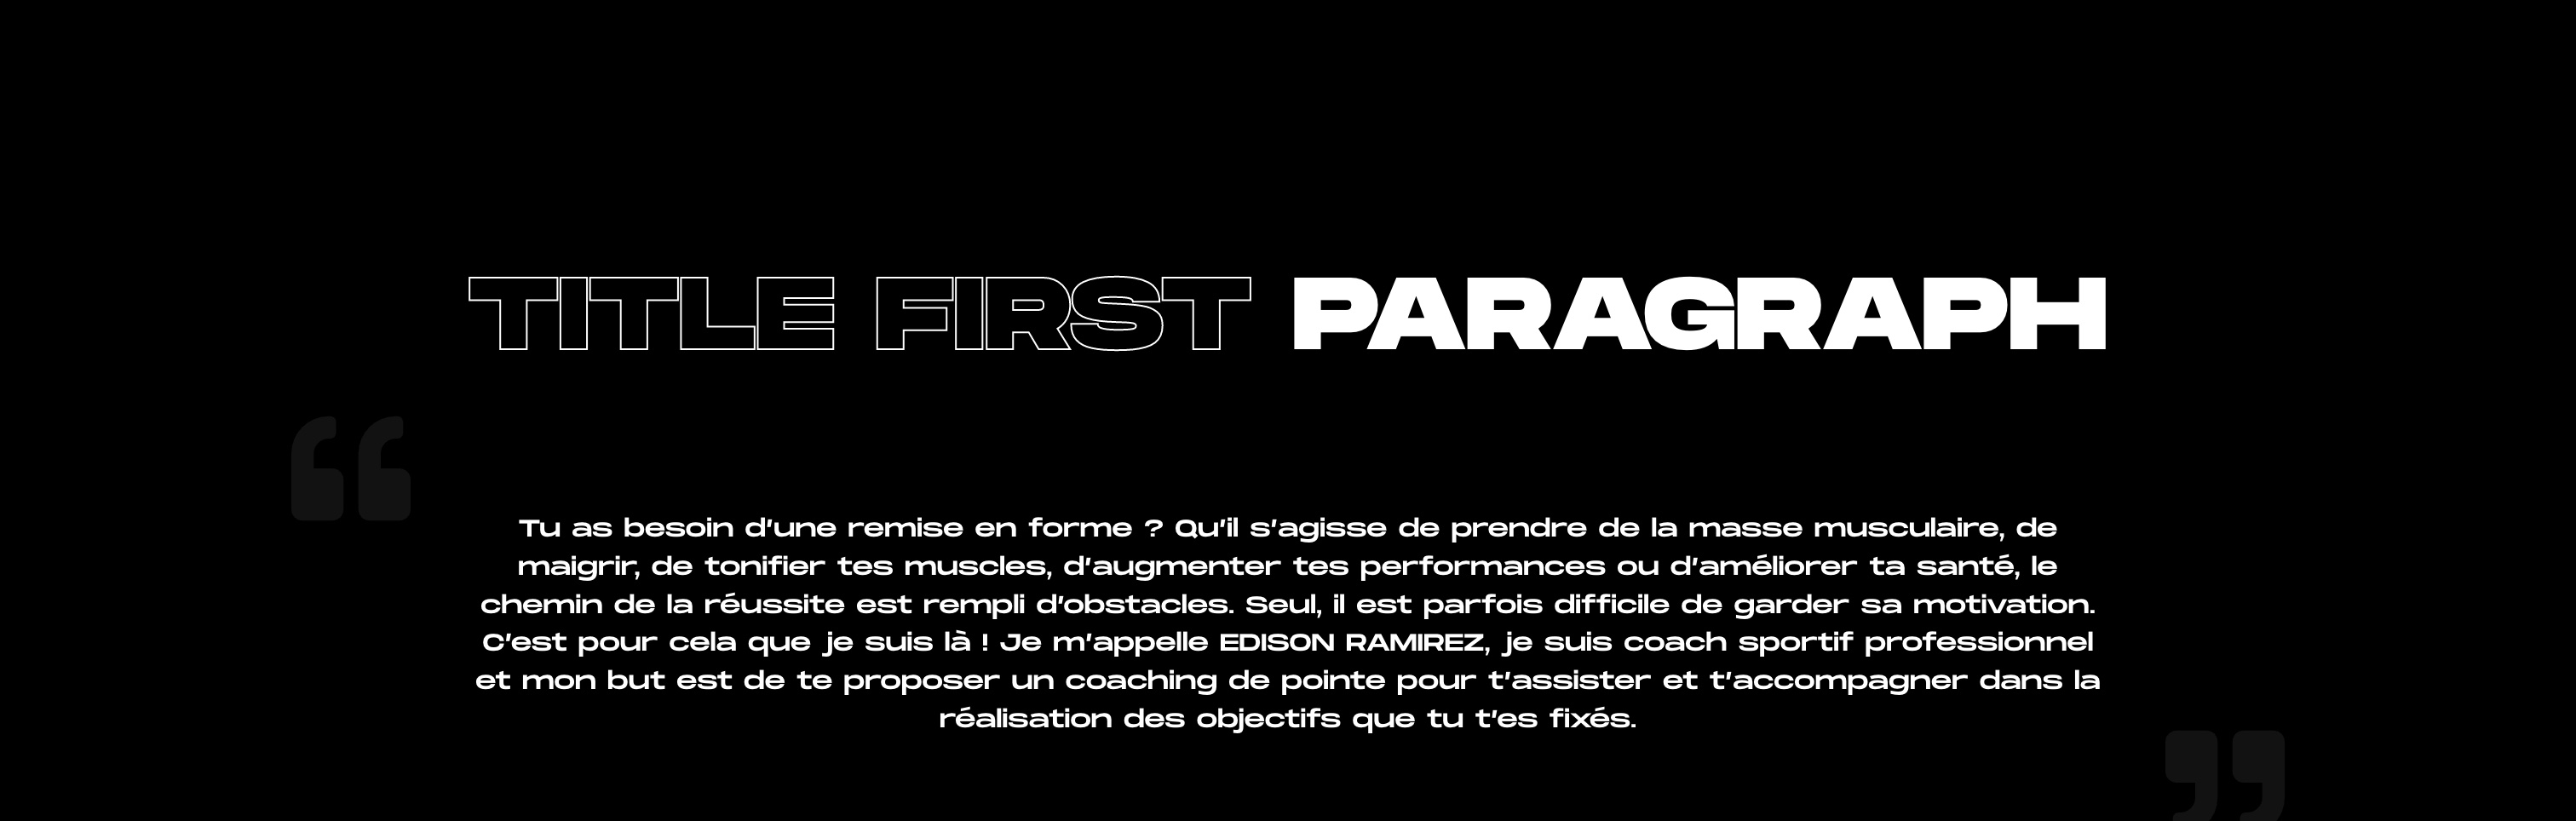 TITLE FIRST PARAGRAPH
“
Tu as besoin d’une remise en forme ? Qu’il s’agisse de prendre de la masse musculaire, de
maigrir, de tonifier tes muscles, d’augmenter tes performances ou d’améliorer ta santé, le
chemin de la réussite est rempli d’obstacles. Seul, il est parfois difficile de garder sa motivation.
C’est pour cela que je suis là ! Je m’appelle EDISON RAMIREZ, je suis coach sportif professionnel
et mon but est de te proposer un coaching de pointe pour t’assister et t’accompagner dans la
réalisation des objectifs que tu t’es fixés.
”